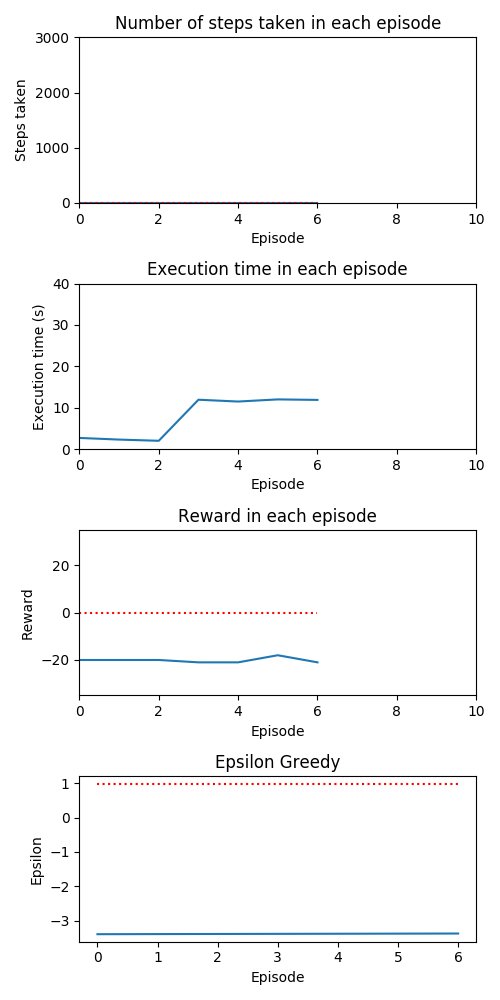 Number of steps taken in each episode
3000
2000
1000
0
Steps taken
0 2 4 6 8 10
Episode
Execution time in each episode
40
30
20
10
0
Execution time (s)
0 2 4 6 8 10
Episode
Reward in each episode
20
0
−20
Reward
0 2 4 6 8 10
Episode
Epsilon Greedy
1
0
−1
−2
−3
Epsilon
0 1 2 3 4 5 6
Episode